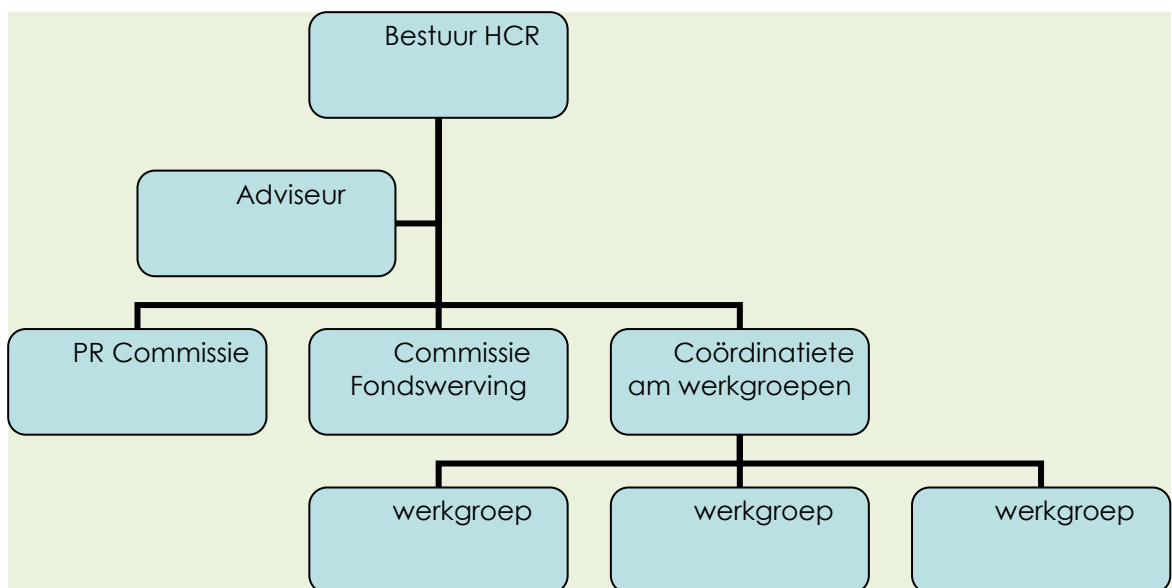 Bestuur HCR
Adviseur
PR Commissie
Commissie
Fondswerving
Coördinatiete
am werkgroepen
werkgroep
werkgroep
werkgroep